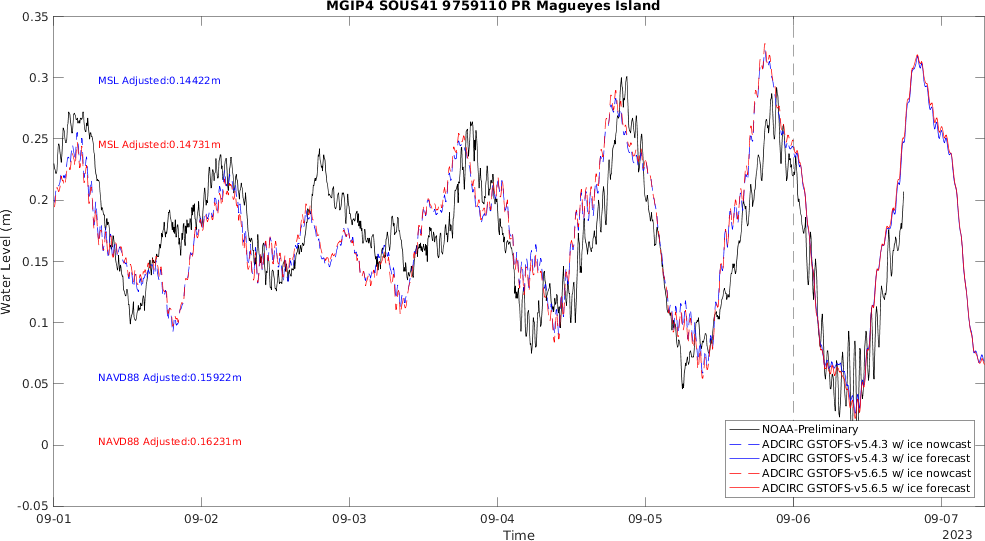 MGIP4 SOUS41 9759110 PR Magueyes Island
0.35
0.3
0.25
0.2
0.15
0.1
0.05
0
-0.05
Water Level (m)
MSL Adjusted:0.14422m
MSL Adjusted:0.14731m
NAVD88 Adjusted:0.15922m
NAVD88 Adjusted:0.16231m
NOAA-Preliminary
ADCIRC GSTOFS-v5.4.3 w/ ice nowcast
ADCIRC GSTOFS-v5.4.3 w/ ice forecast
ADCIRC GSTOFS-v5.6.5 w/ ice nowcast
ADCIRC GSTOFS-v5.6.5 w/ ice forecast
09-01 09-02 09-03 09-04 09-05 09-06 09-07
Time
2023